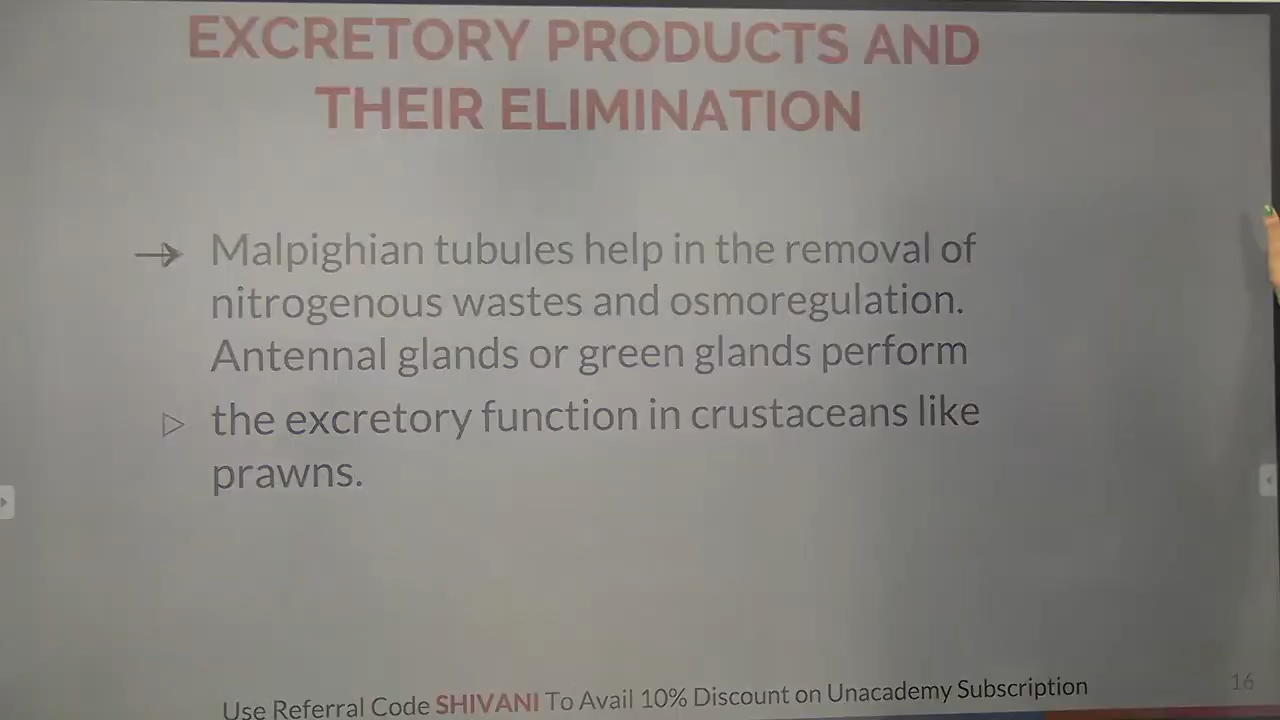 EXCRETORY PRODUCTS AND
THEIR ELIMINATION
→ Malpighian tubules help in the removal of
nitrogenous wastes and osmoregulation.
Antennal glands or green glands perform
▷ the excretory function in crustaceans like
prawns.
Use Referral Code SHIVANI To Avail 10% Discount on Unacademy Subscription
16